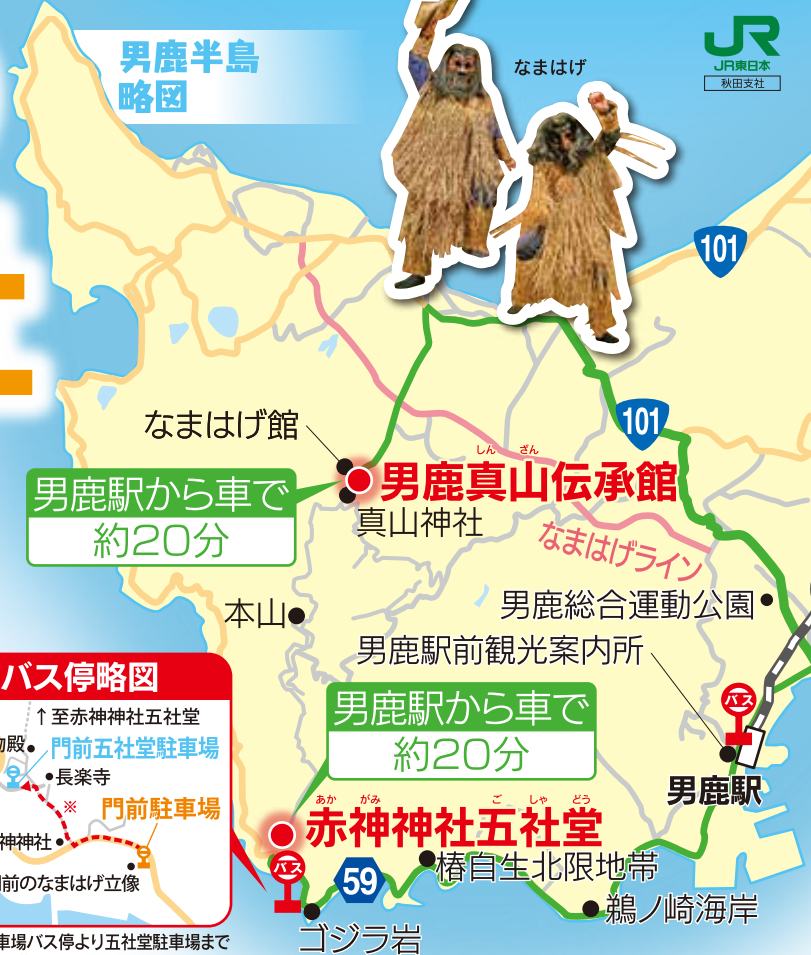 男鹿半島
略図
なまはげ
JR
JR東日本
秋田支社
101
101
なまはげ館
しん ざん
男鹿真山伝承館
男鹿駅から車で
約20分
真山神社
なまはげライン
本山
男鹿総合運動公園
男鹿駅前観光案内所
バス
男鹿駅
男鹿駅から車で
約20分
あか がみ ご しゃ どう
赤神神社五社堂
バス
59
椿自生北限地帯
鵜ノ崎海岸
ゴジラ岩
バス停略図
↑至赤神神社五社堂
殿
門前五社堂駐車場
長楽寺
※
門前駐車場
神神社
前のなまはげ立像
車場バス停より五社堂駐車場まで